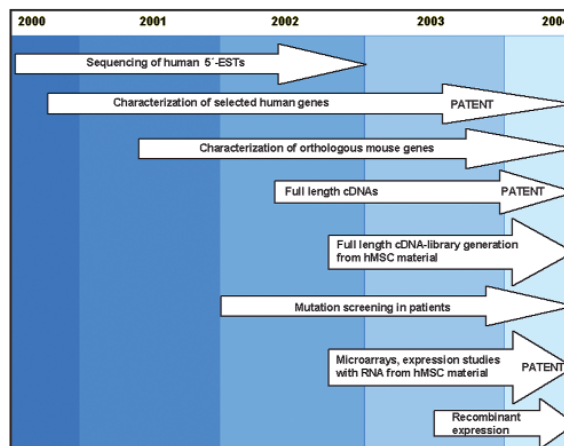 2000 2001 2002 2003 2004
Sequencing of human 5´-ESTs
Characterization of selected human genes PATENT
Characterization of orthologous mouse genes
Full length cDNAs PATENT
Full length cDNA-library generation
from hMSC material
Mutation screening in patients
Microarrays, expression studies
with RNA from hMSC material PATENT
Recombinant
expression